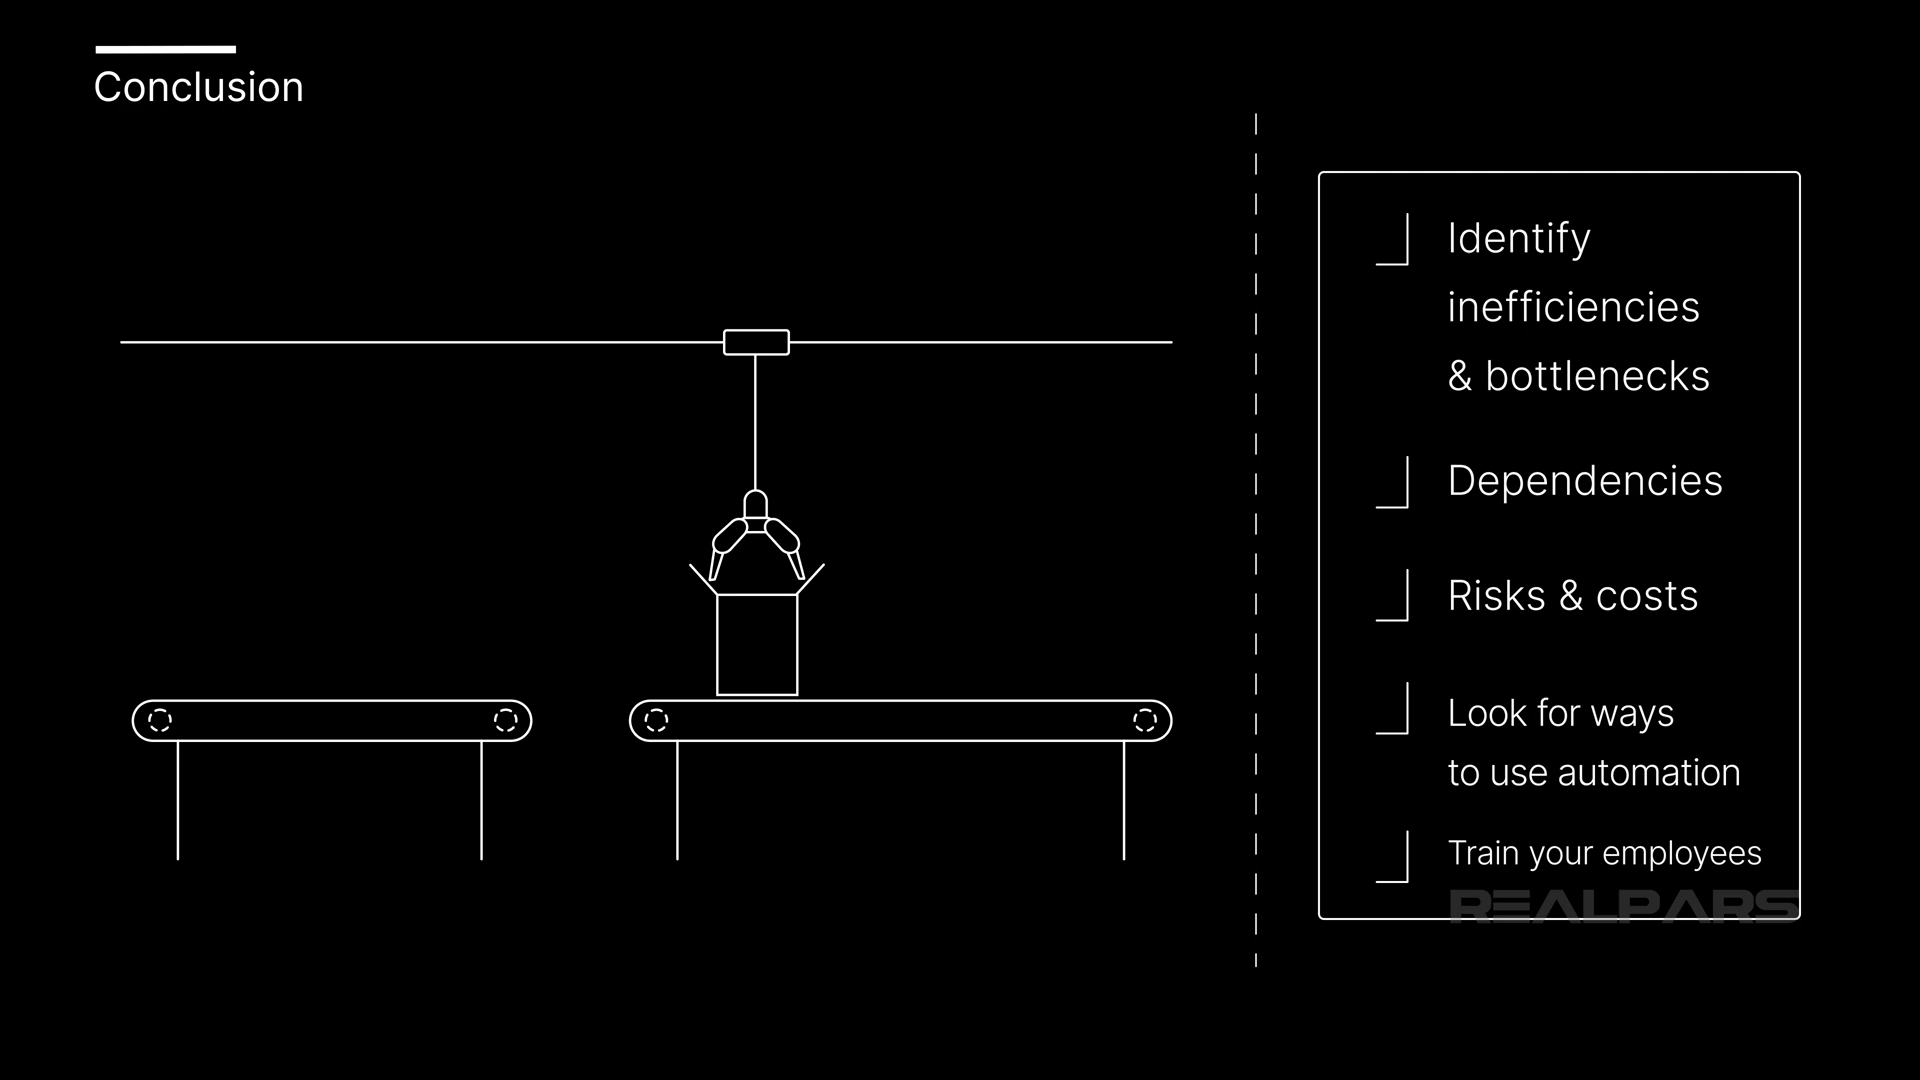 Conclusion
Identify
inefficiencies
& bottlenecks
Dependencies
Risks & costs
Look for ways
to use automation
Train your employees
REALPARS